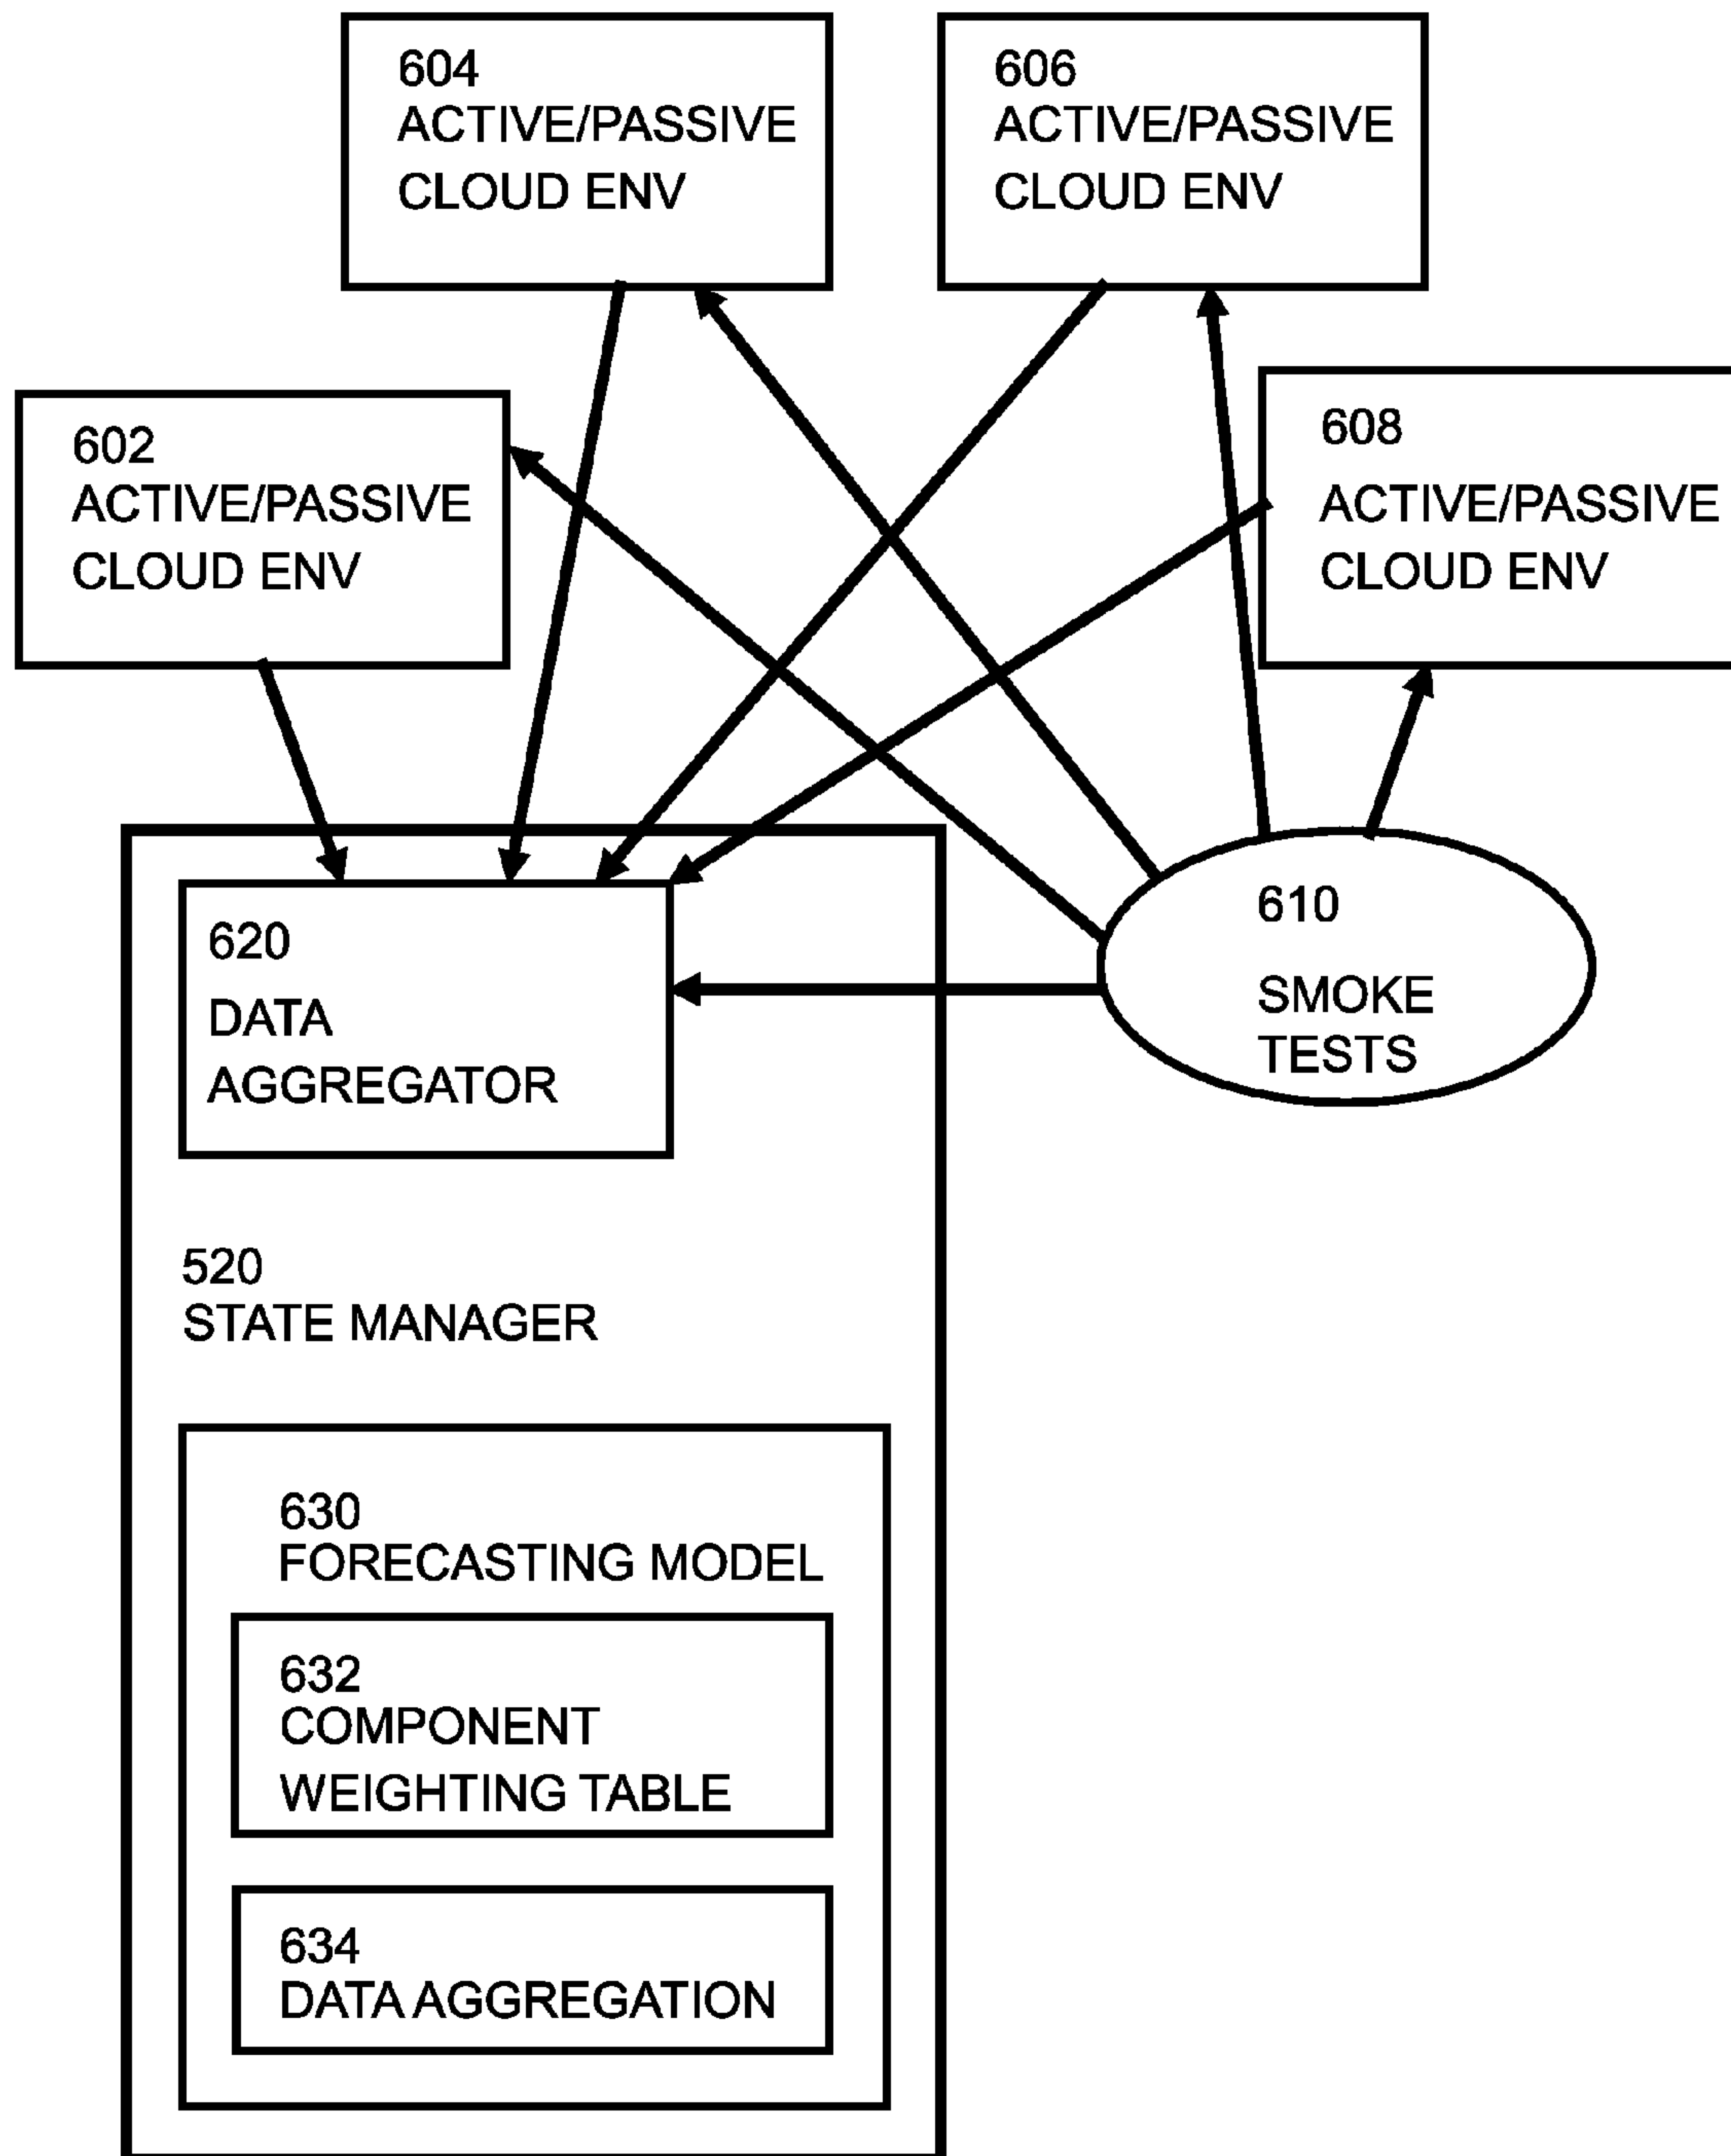 604
ACTIVE/PASSIVE
CLOUD ENV
606
ACTIVE/PASSIVE
CLOUD ENV
602
ACTIVE/PASSIVE
CLOUD ENV
608
ACTIVE/PASSIVE
CLOUD ENV
620
DATA
AGGREGATOR
610
SMOKE
TESTS
520
STATE MANAGER
630
FORECASTING MODEL
632
COMPONENT
WEIGHTING TABLE
634
DATA AGGREGATION